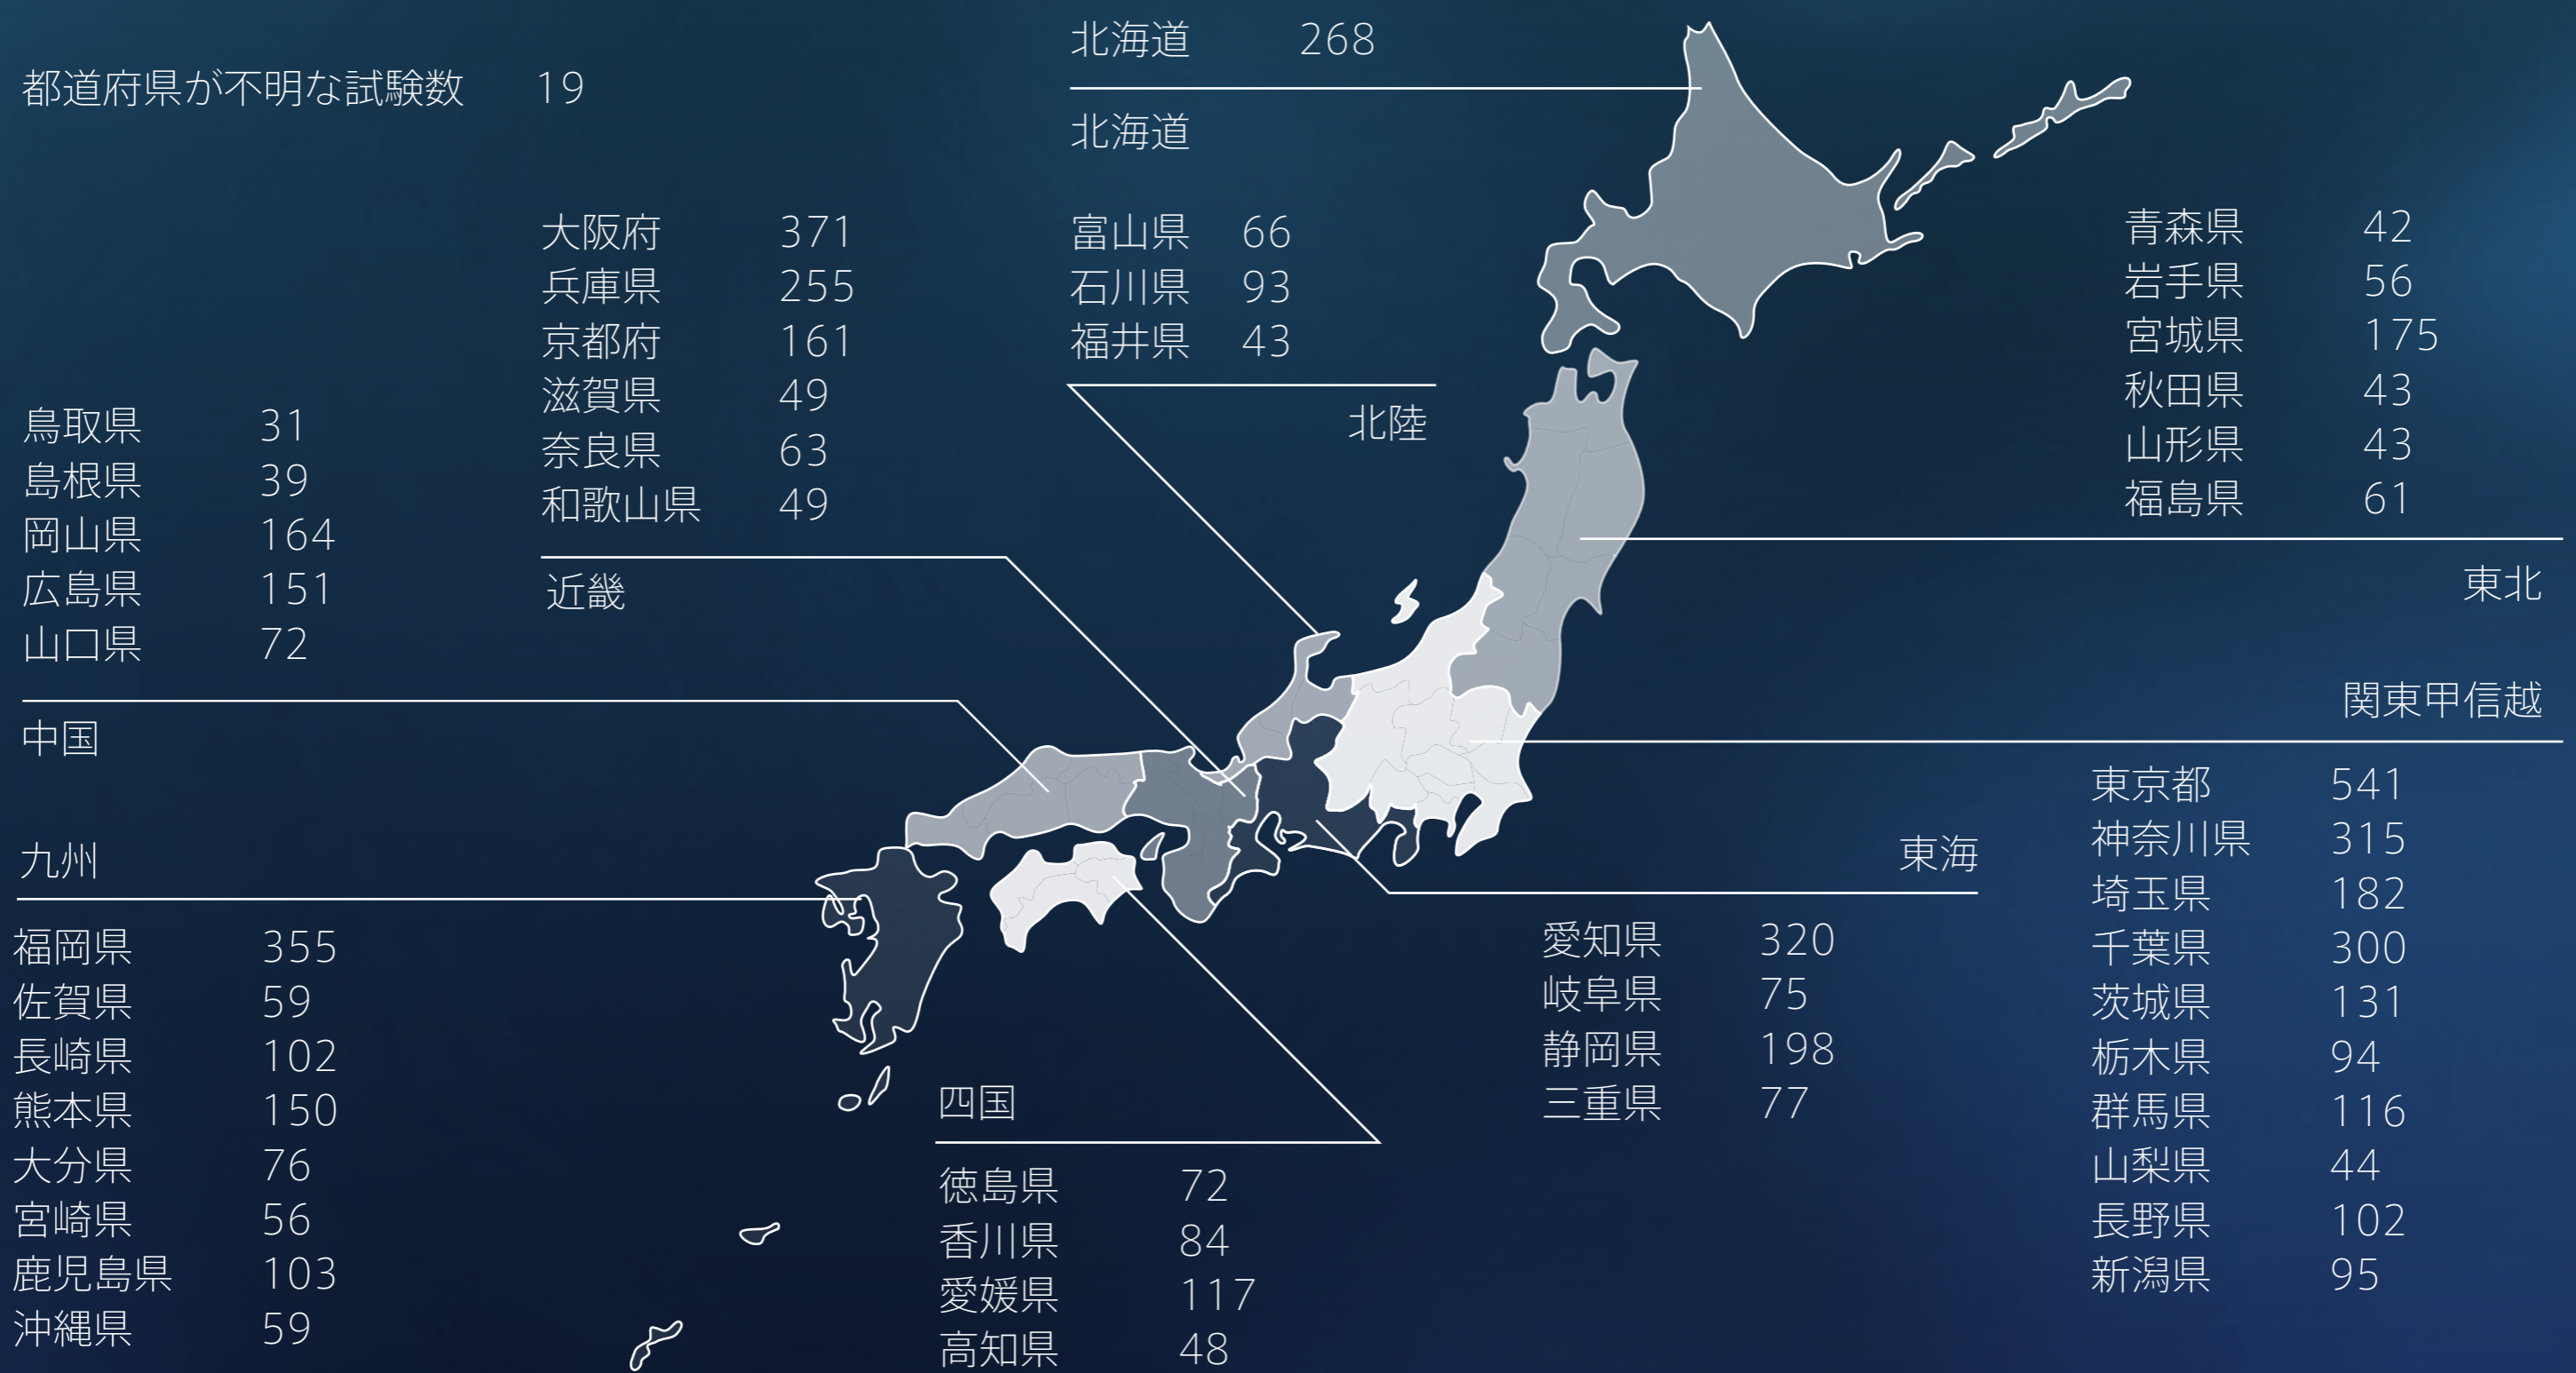 都道府県が不明な試験数 19
北海道 268
北海道
富山県 66
石川県 93
福井県 43
北陸
大阪府 371
兵庫県 255
京都府 161
滋賀県 49
奈良県 63
和歌山県 49
近畿
鳥取県 31
島根県 39
岡山県 164
広島県 151
山口県 72
中国
九州
福岡県 355
佐賀県 59
長崎県 102
熊本県 150
大分県 76
宮崎県 56
鹿児島県 103
沖縄県 59
四国
徳島県 72
香川県 84
愛媛県 117
高知県 48
東海
愛知県 320
岐阜県 75
静岡県 198
三重県 77
青森県 42
岩手県 56
宮城県 175
秋田県 43
山形県 43
福島県 61
東北
関東甲信越
東京都 541
神奈川県 315
埼玉県 182
千葉県 300
茨城県 131
栃木県 94
群馬県 116
山梨県 44
長野県 102
新潟県 95